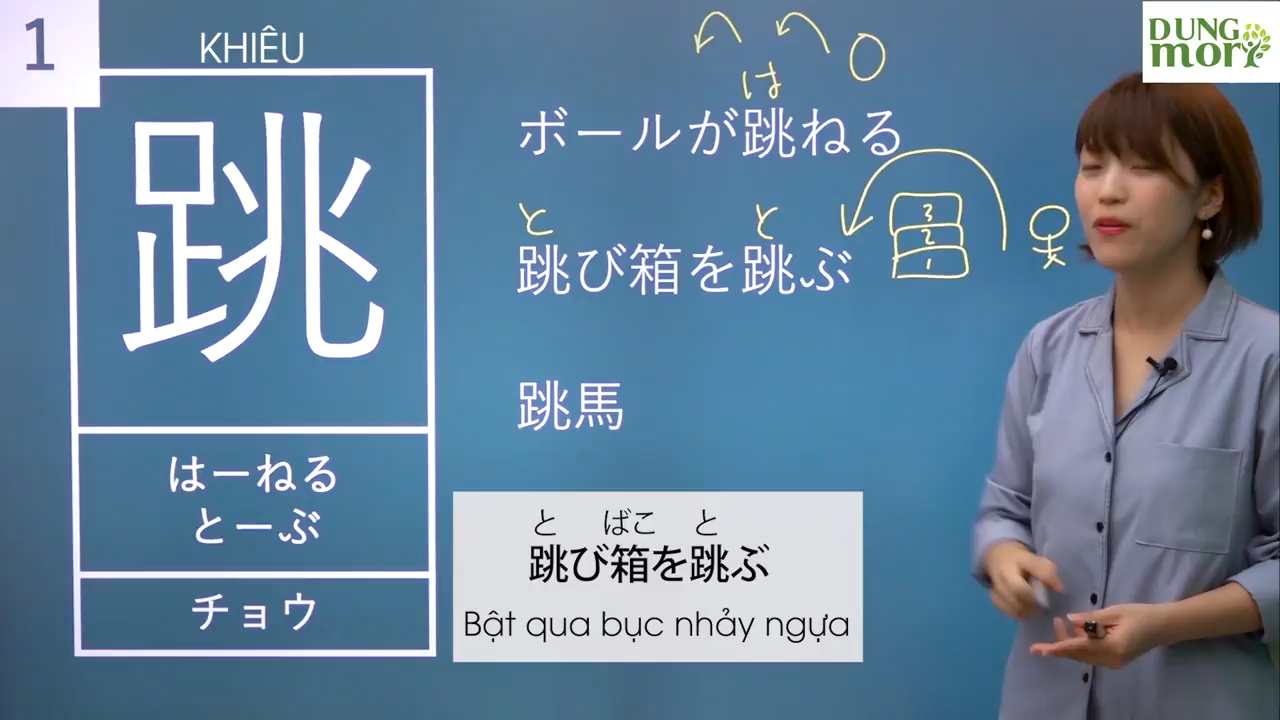 1
KHIÊU
跳
はーねる
とーぶ
チョウ
は
ボールが跳ねる
と と
跳び箱を跳ぶ
3
2
1
跳馬
と ばこ と
跳び箱を跳ぶ
Bật qua bục nhảy ngựa
DUNG
mori